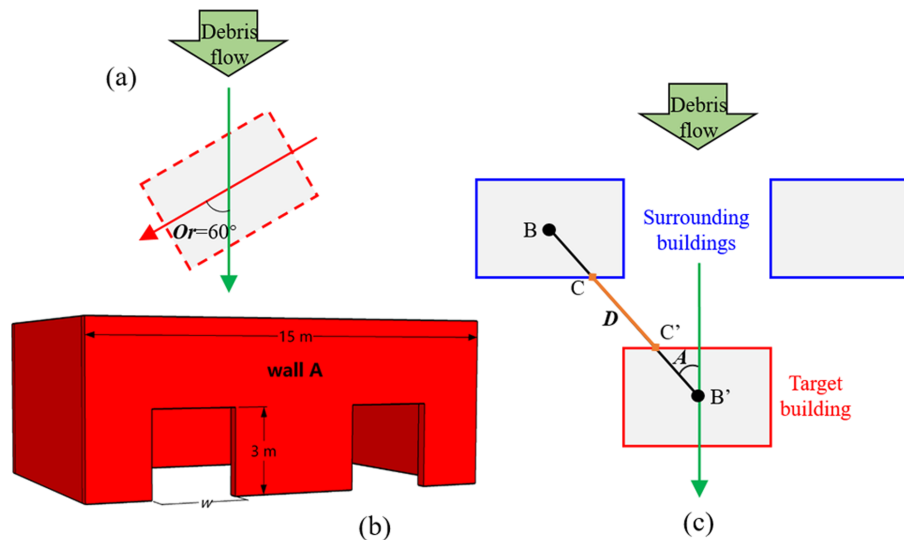 Debris
flow
(a)
Or=60°
15 m
wall A
3 m
w
(b)
Debris
flow
B
Surrounding
buildings
C
D
C’
A
B’
Target
building
(c)